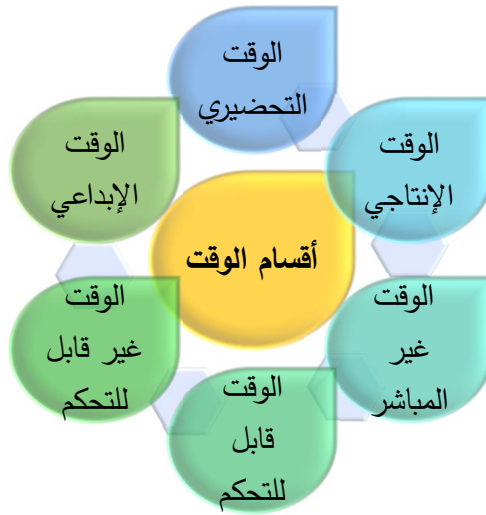 أقسام الوقت
الوقت
التحضيري
الوقت
الإنتاجي
الوقت
غير
المباشر
الوقت
قابل
للتحكم
الوقت
غير قابل
للتحكم
الوقت
الإبداعي